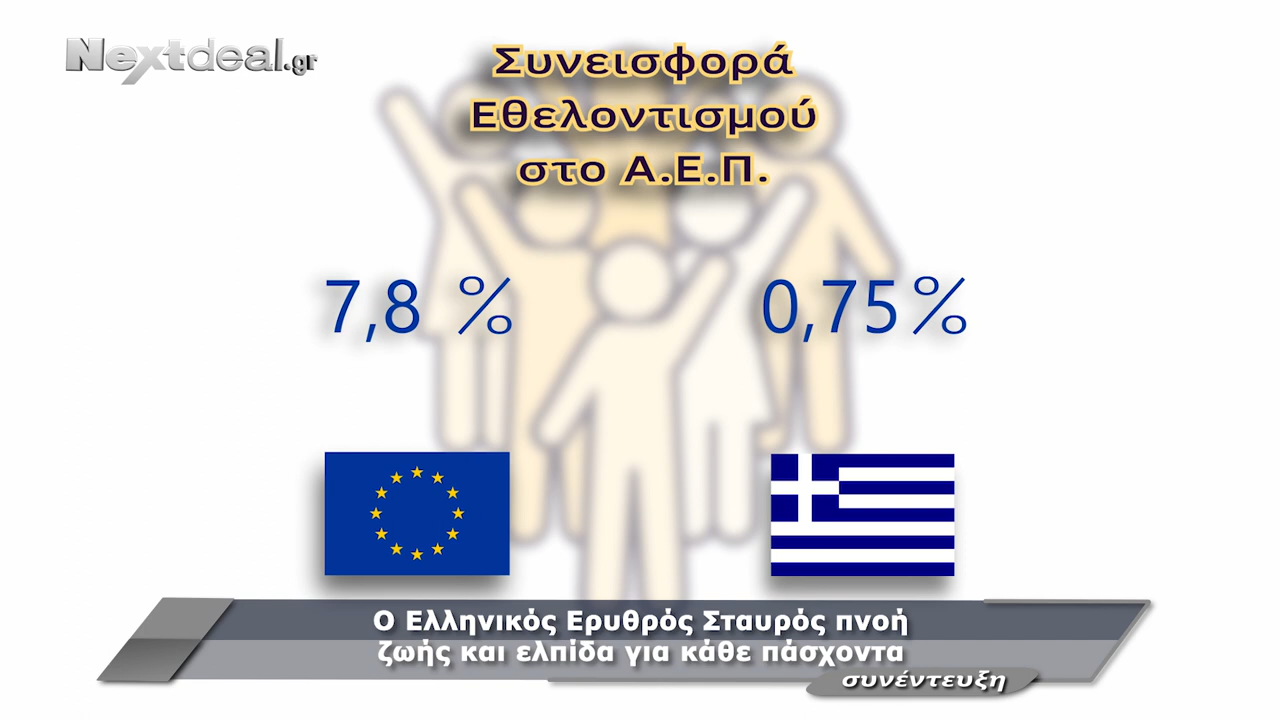 Nextdeal.gr
Συνεισφορά
Εθελοντισμού
στο Α.Ε.Π.
7,8 % 0,75%
Ο Ελληνικός Ερυθρός Σταυρός πνοή
ζωής και ελπίδα για κάθε πάσχοντα
συνέντευξη